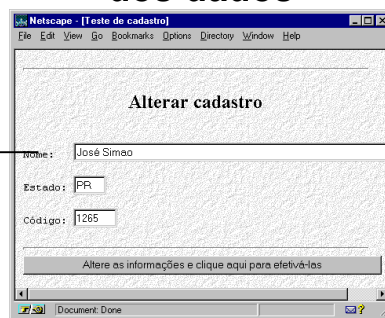 dos dados
Netscape - [Teste de cadastro]
File Edit View Go Bookmarks Options Directory Window Help
Alterar cadastro
Nome: José Simao
Estado: PR
Código: 1265
Altere as informações e clique aqui para efetivá-las
Document: Done